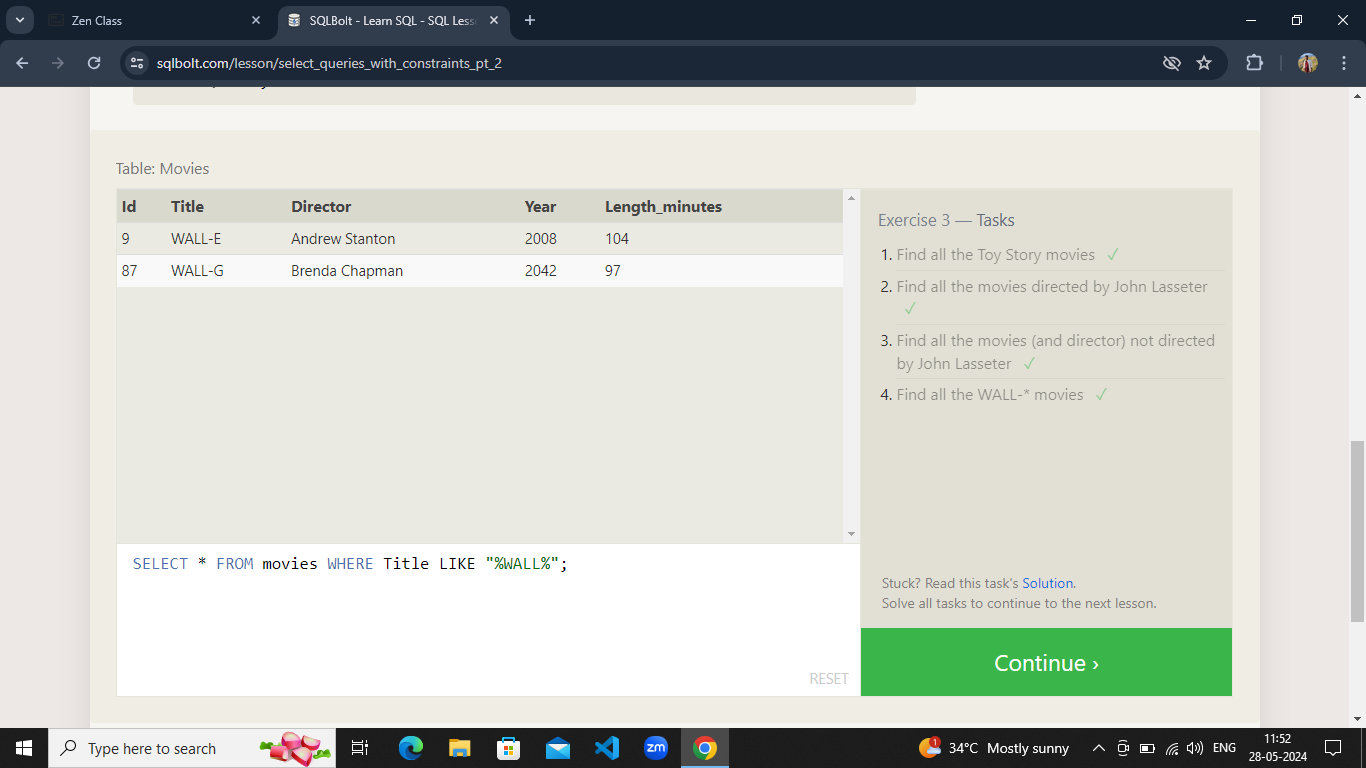 Zen Class
SQLBolt - Learn SQL - SQL Less
sqlbolt.com/lesson/select_queries_with_constraints_pt_2
Table: Movies
Id Title Director Year Length_minutes
9 WALL-E Andrew Stanton 2008 104
87 WALL-G Brenda Chapman 2042 97
Exercise 3 — Tasks
1. Find all the Toy Story movies ✓
2. Find all the movies directed by John Lasseter
✓
3. Find all the movies (and director) not directed
by John Lasseter ✓
4. Find all the WALL-* movies ✓
SELECT * FROM movies WHERE Title LIKE "%WALL%";
RESET
Stuck? Read this task's Solution.
Solve all tasks to continue to the next lesson.
Continue ›
Type here to search
zm
1
34°C Mostly sunny
ENG
11:52
28-05-2024